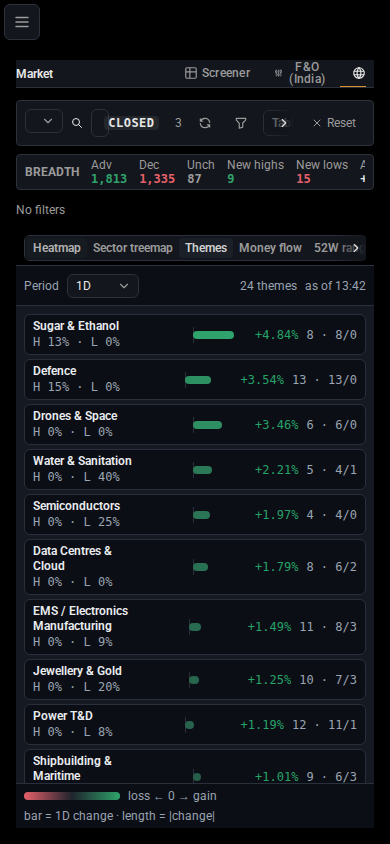 Market
Screener
F&O (India)
CLOSED
3
Reset
BREADTH
Adv 1,813
Dec 1,335
Unch 87
New highs 9
New lows 15
No filters
Heatmap Sector treemap Themes Money flow 52W
Period 1D 24 themes as of 13:42
Sugar & Ethanol
H 13% · L 0%
+4.84% 8 · 8/0
Defence
H 15% · L 0%
+3.54% 13 · 13/0
Drones & Space
H 0% · L 0%
+3.46% 6 · 6/0
Water & Sanitation
H 0% · L 40%
+2.21% 5 · 4/1
Semiconductors
H 0% · L 25%
+1.97% 4 · 4/0
Data Centres &
Cloud
H 0% · L 0%
+1.79% 8 · 6/2
EMS / Electronics
Manufacturing
H 0% · L 9%
+1.49% 11 · 8/3
Jewellery & Gold
H 0% · L 20%
+1.25% 10 · 7/3
Power T&D
H 0% · L 8%
+1.19% 12 · 11/1
Shipbuilding &
Maritime
+1.01% 9 · 6/3
loss ← 0 → gain
bar = 1D change · length = |change|